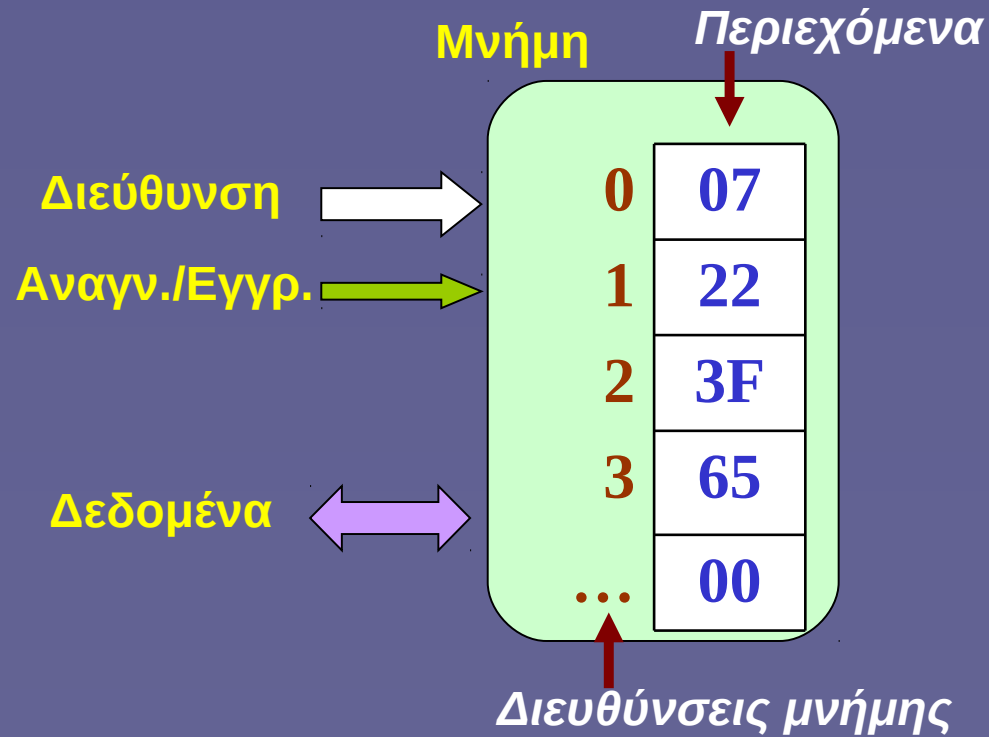 Περιεχόμενα
Μνήμη
Διεύθυνση
0 07
Αναγν./Εγγρ.
1 22
2 3F
3 65
Δεδομένα
... 00
Διευθύνσεις μνήμης